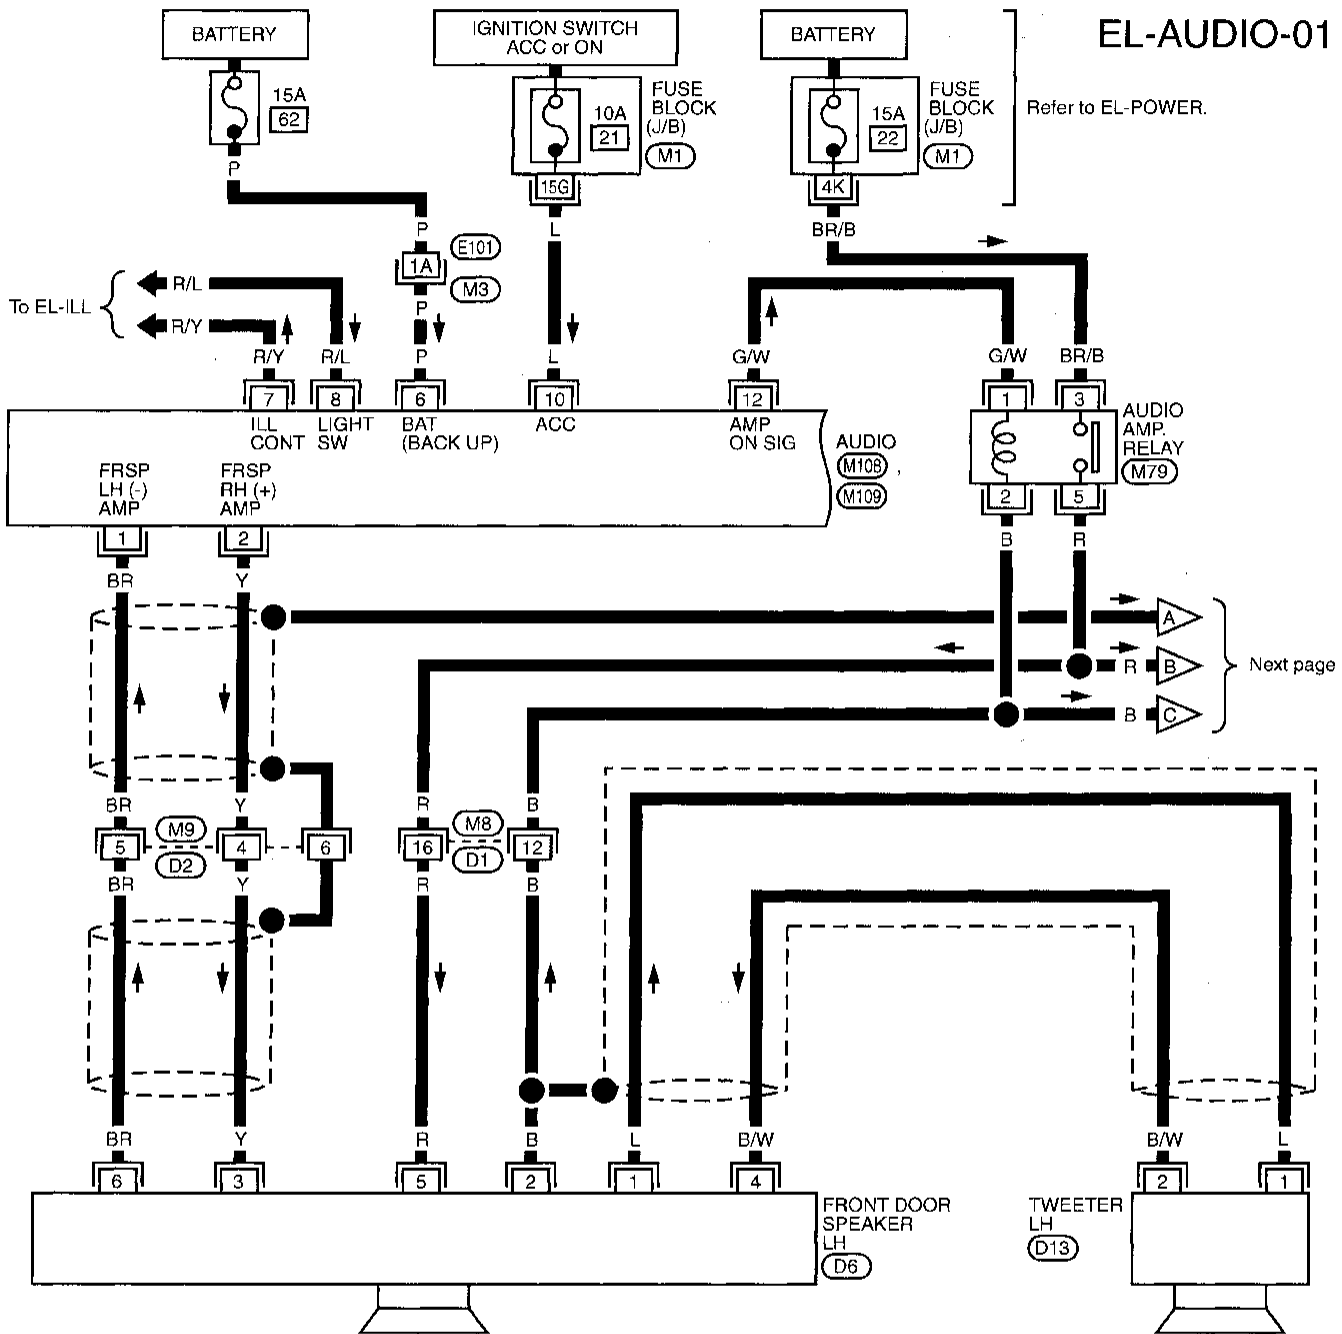 EL-AUDIO-01
BATTERY
IGNITION SWITCH
ACC or ON
BATTERY
15A
62
10A
21
FUSE
BLOCK
(J/B)
M1
15A
22
FUSE
BLOCK
(J/B)
M1
Refer to EL-POWER.
P
15G
4K
P
L
BR/B
E101
1A
M3
P
To EL-ILL
R/L
R/Y
R/Y
R/L
P
L
G/W
G/W
BR/B
7
8
6
10
12
1
3
ILL
CONT
LIGHT
SW
BAT
(BACK UP)
ACC
AMP
ON SIG
AUDIO
M108 ,
M109
AUDIO
AMP.
RELAY
M79
FRSP
LH (-)
AMP
FRSP
RH (+)
AMP
2
5
1
2
B
R
BR
Y
A
R
B
B
C
Next page
BR
Y
R
B
5
M9
D2
4
6
16
M8
D1
12
BR
Y
R
B
BR
Y
R
B
L
B/W
B/W
L
6
3
5
2
1
4
2
1
FRONT DOOR
SPEAKER
LH
D6
TWEETER
LH
D13